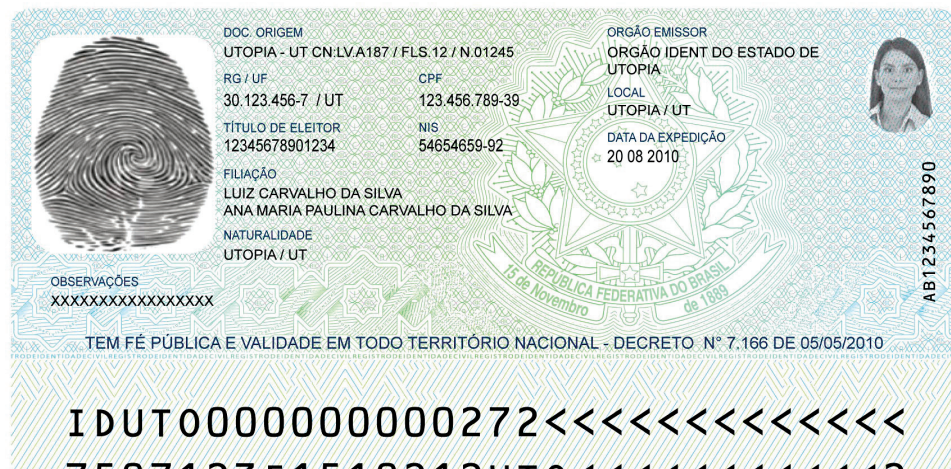 DOC. ORIGEM
UTOPIA - UT CN:LV.A187 / FLS.12 / N.01245
RG / UF
CPF
30.123.456-7 / UT
123.456.789-39
TÍTULO DE ELEITOR
NIS
12345678901234
54654659-92
FILIAÇÃO
LUIZ CARVALHO DA SILVA
ANA MARIA PAULINA CARVALHO DA SILVA
NATURALIDADE
UTOPIA / UT
ORGÃO EMISSOR
ORGÃO IDENT DO ESTADO DE
UTOPIA
LOCAL
UTOPIA / UT
DATA DA EXPEDIÇÃO
20 08 2010
AB1234567890
OBSERVAÇÕES
XXXXXXXXXXXXXXXXX
REPÚBLICA FEDERATIVA DO BRASIL
15 de Novembro
de 1889
TEM FÉ PÚBLICA E VALIDADE EM TODO TERRITÓRIO NACIONAL - DECRETO N° 7.166 DE 05/05/2010
IDUT0000000000272<<<<<<<<<<<<<